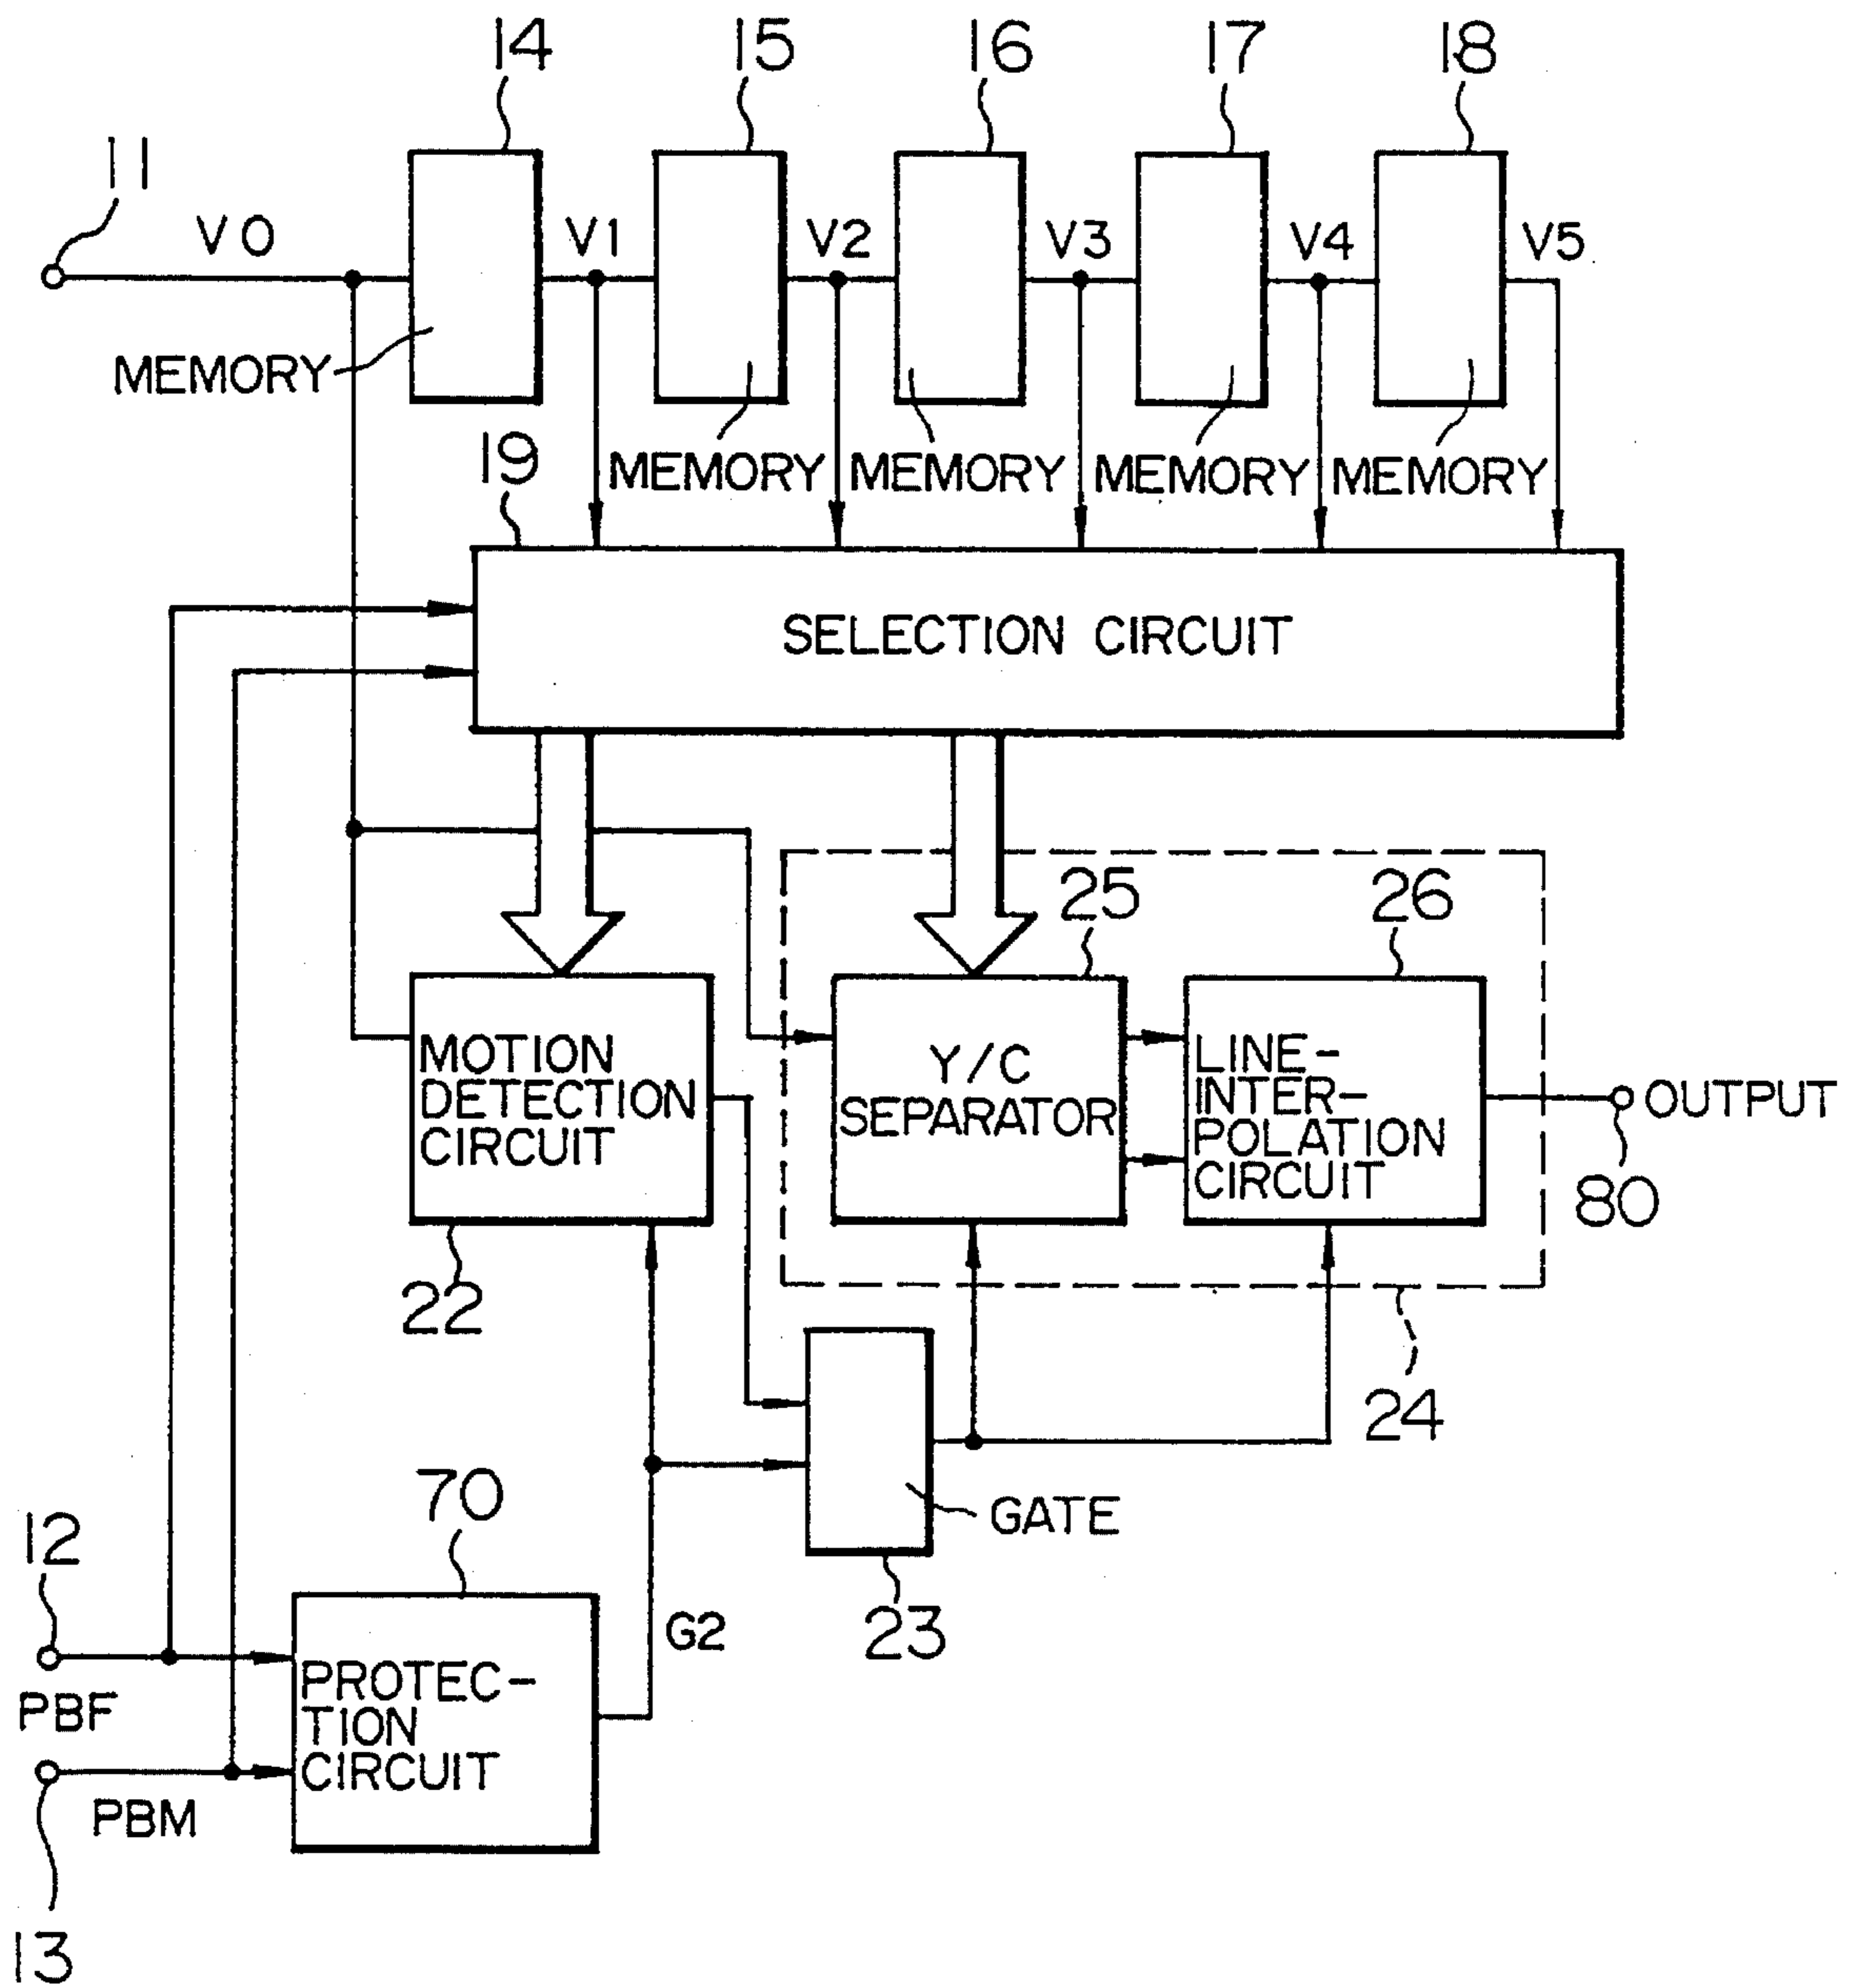 14 15 16 17 18
11
V0 V1 V2 V3 V4 V5
MEMORY
19
MEMORY MEMORY MEMORY MEMORY
SELECTION CIRCUIT
25 26
MOTION
DETECTION
CIRCUIT
Y/C
SEPARATOR
LINE-
INTER-
POLATION
CIRCUIT
OUTPUT
80
22
24
70
GATE
12
23
G2
PBF
PROTEC-
TION
CIRCUIT
PBM
13